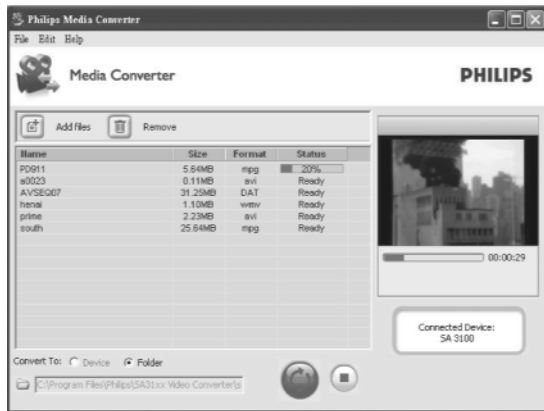 Philips Media Converter
File Edit Help
Media Converter
PHILIPS
Add files Remove
Name Size Format Status
PD911 5.64MB mpg 20%
a0023 0.11MB avi Ready
AVSEQ07 31.25MB DAT Ready
henai 1.10MB wmv Ready
prime 2.23MB avi Ready
south 25.64MB mpg Ready
00:00:29
Connected Device:
SA 3100
Convert To: Device Folder
C:\Program Files\Philips\SA31xx Video Converter\s